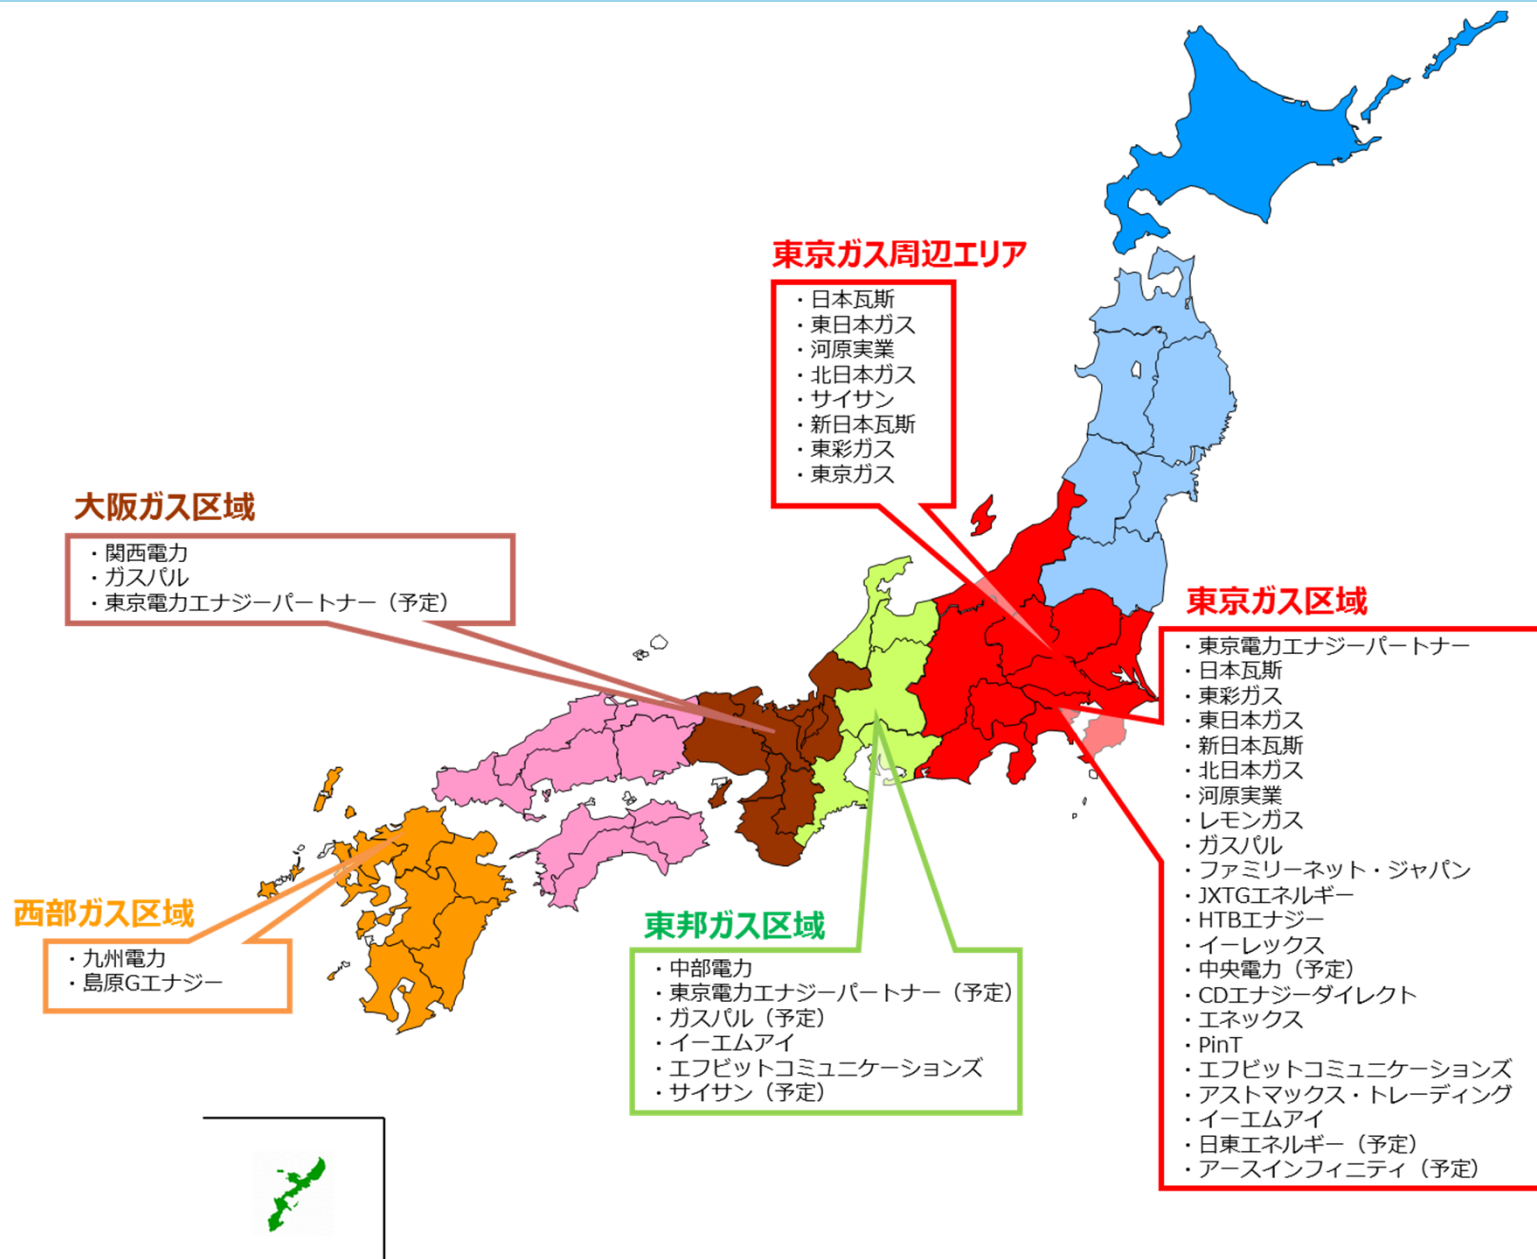 東京ガス周辺エリア
・日本瓦斯
・東日本ガス
・河原実業
・北日本ガス
・サイサン
・新日本瓦斯
・東彩ガス
・東京ガス
大阪ガス区域
・関西電力
・ガスパル
・東京電力エナジーパートナー（予定）
東京ガス区域
・東京電力エナジーパートナー
・日本瓦斯
・東彩ガス
・東日本ガス
・新日本瓦斯
・北日本ガス
・河原実業
・レモンガス
・ガスパル
・ファミリーネット・ジャパン
・JXTGエネルギー
・HTBエナジー
・イーレックス
・中央電力（予定）
・CDエナジーダイレクト
・エネックス
・PinT
・エフビットコミュニケーションズ
・アストマックス・トレーディング
・イーエムアイ
・日東エネルギー（予定）
・アースインフィニティ（予定）
西部ガス区域
・九州電力
・島原Gエナジー
東邦ガス区域
・中部電力
・東京電力エナジーパートナー（予定）
・ガスパル（予定）
・イーエムアイ
・エフビットコミュニケーションズ
・サイサン（予定）